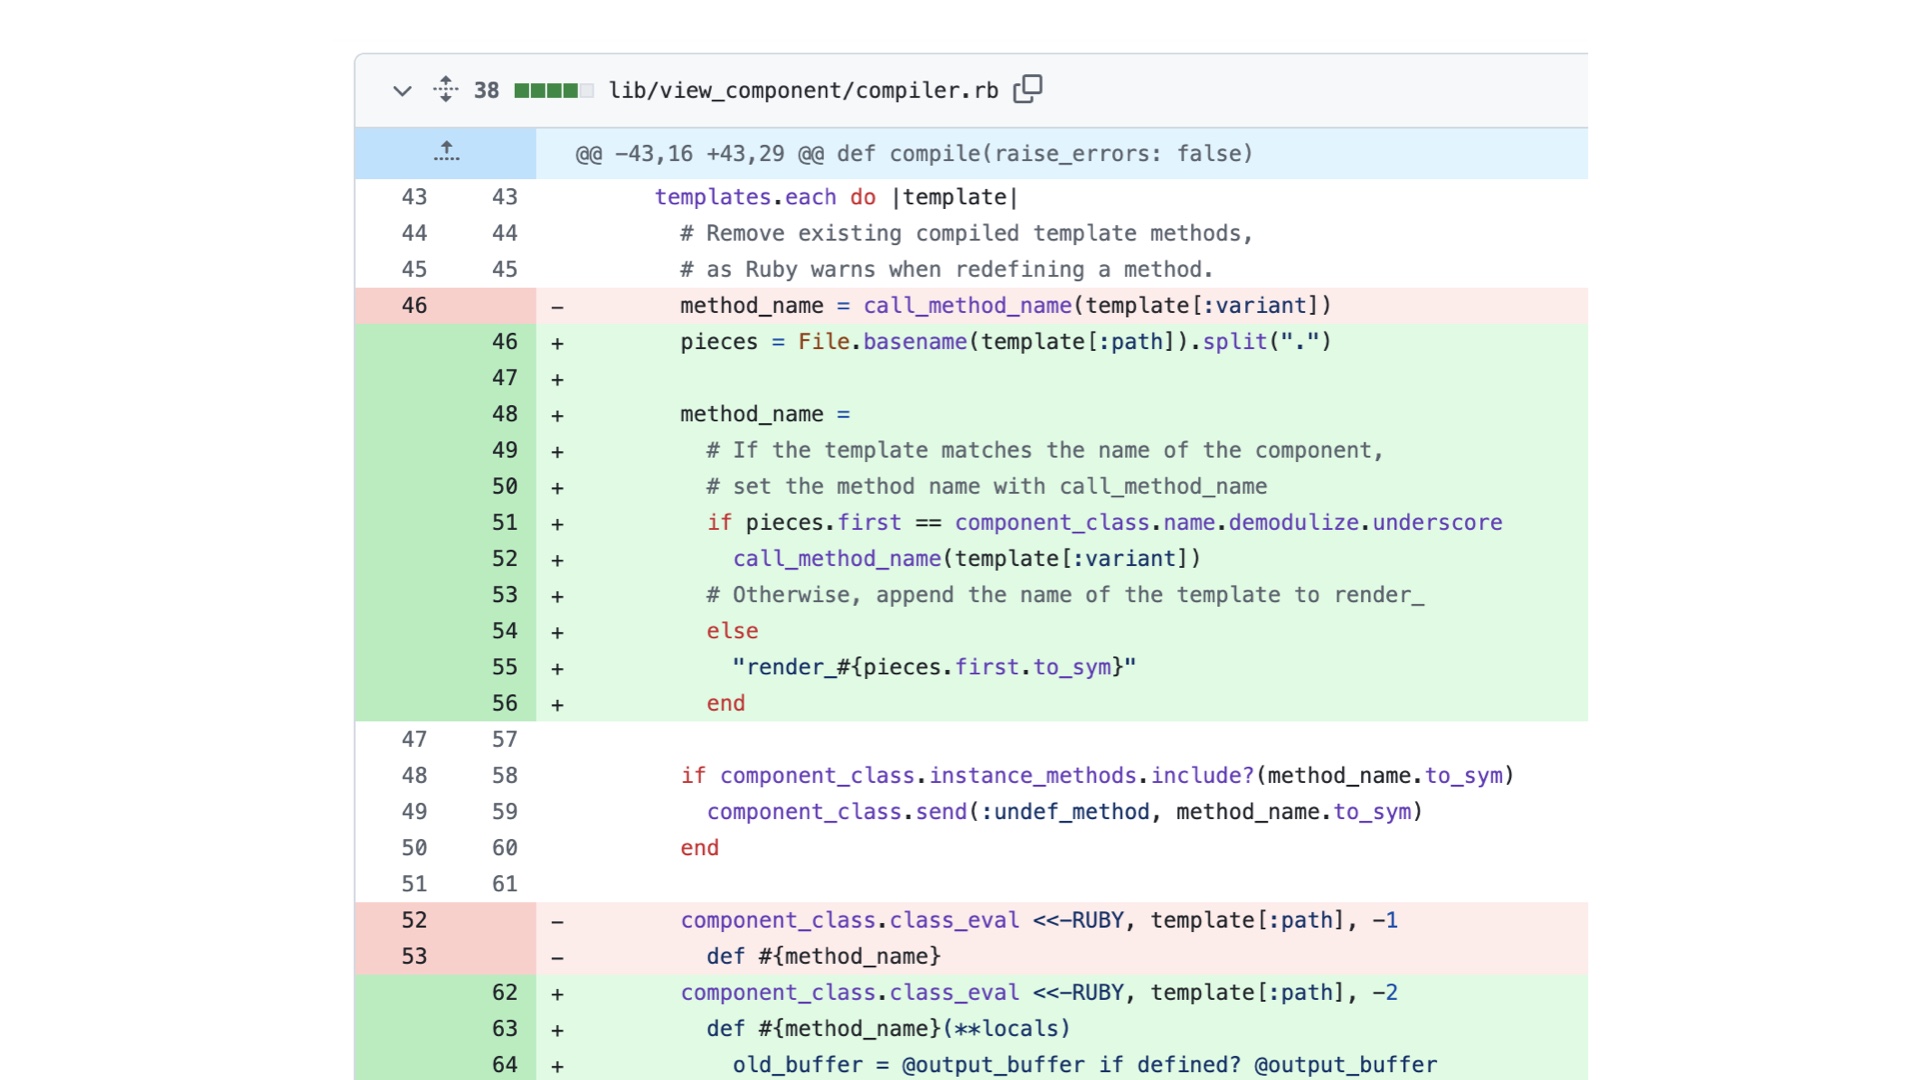 38 lib/view_component/compiler.rb
@@ -43,16 +43,29 @@ def compile(raise_errors: false)
43 43 templates.each do |template|
44 44 # Remove existing compiled template methods,
45 45 # as Ruby warns when redefining a method.
46 - method_name = call_method_name(template[:variant])
46 + pieces = File.basename(template[:path]).split(".")
47 +
48 + method_name =
49 + # If the template matches the name of the component,
50 + # set the method name with call_method_name
51 + if pieces.first == component_class.name.demodulize.underscore
52 + call_method_name(template[:variant])
53 + # Otherwise, append the name of the template to render_
54 + else
55 + "render_#{pieces.first.to_sym}"
56 + end
47 57
48 58 if component_class.instance_methods.include?(method_name.to_sym)
49 59 component_class.send(:undef_method, method_name.to_sym)
50 60 end
51 61
52 - component_class.class_eval <<-RUBY, template[:path], -1
53 - def #{method_name}
62 + component_class.class_eval <<-RUBY, template[:path], -2
63 + def #{method_name}(**locals)
64 + old_buffer = @output_buffer if defined? @output_buffer